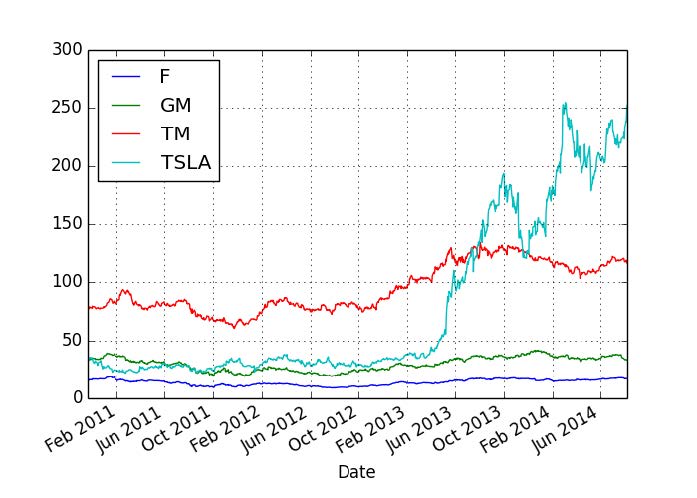 300
250
200
150
100
50
0
F
GM
TM
TSLA
Feb 2011
Jun 2011
Oct 2011
Feb 2012
Jun 2012
Oct 2012
Feb 2013
Jun 2013
Oct 2013
Feb 2014
Jun 2014
Date